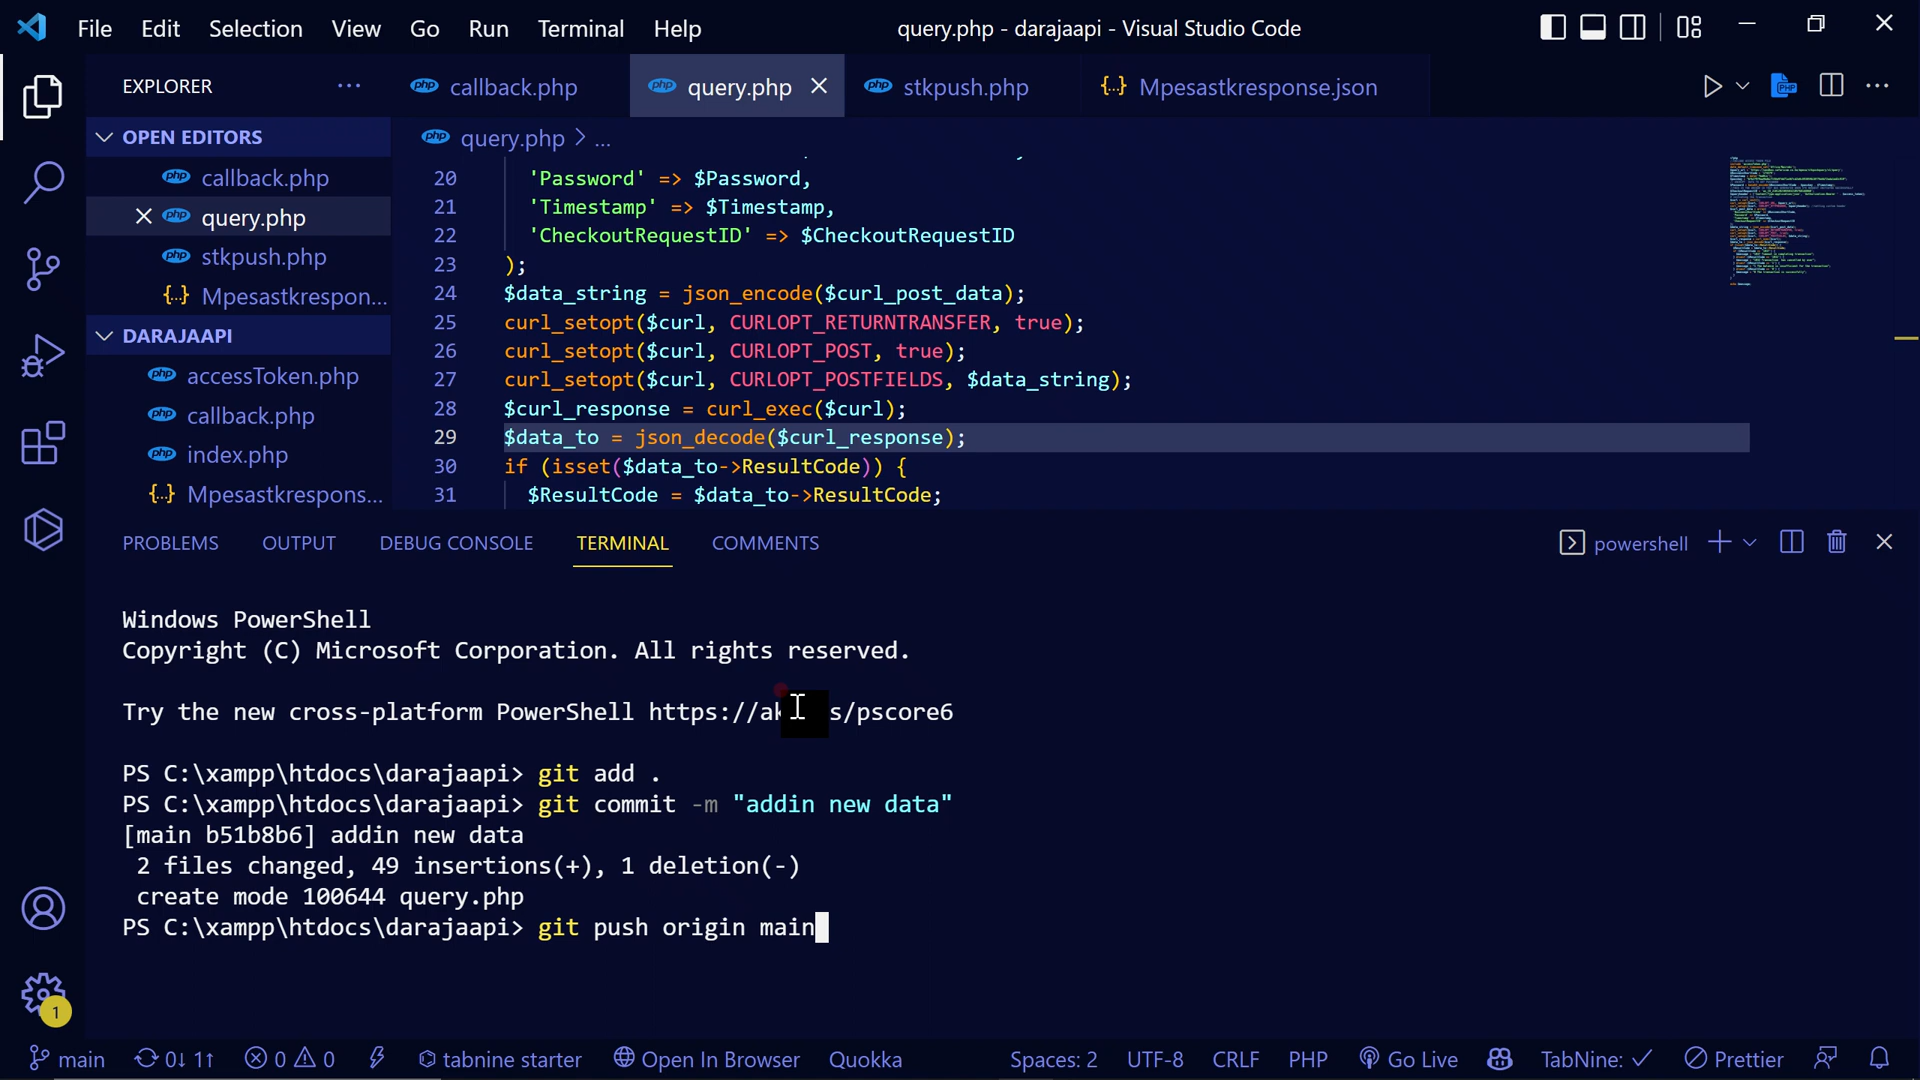 File Edit Selection View Go Run Terminal Help
query.php - darajaapi - Visual Studio Code
EXPLORER ...
callback.php
query.php
stkpush.php
{} Mpesastkresponse.json
OPEN EDITORS
callback.php
query.php
stkpush.php
{} Mpesastkrespon...
DARAJAAPI
accessToken.php
callback.php
index.php
{} Mpesastkrespons...
query.php > ...
20 'Password' => $Password,
21 'Timestamp' => $Timestamp,
22 'CheckoutRequestID' => $CheckoutRequestID
23 );
24 $data_string = json_encode($curl_post_data);
25 curl_setopt($curl, CURLOPT_RETURNTRANSFER, true);
26 curl_setopt($curl, CURLOPT_POST, true);
27 curl_setopt($curl, CURLOPT_POSTFIELDS, $data_string);
28 $curl_response = curl_exec($curl);
29 $data_to = json_decode($curl_response);
30 if (isset($data_to->ResultCode)) {
31 $ResultCode = $data_to->ResultCode;
PROBLEMS OUTPUT DEBUG CONSOLE TERMINAL COMMENTS
powershell
Windows PowerShell
Copyright (C) Microsoft Corporation. All rights reserved.
Try the new cross-platform PowerShell https://ak s/pscore6
PS C:\xampp\htdocs\darajaapi> git add .
PS C:\xampp\htdocs\darajaapi> git commit -m "addin new data"
[main b51b8b6] addin new data
2 files changed, 49 insertions(+), 1 deletion(-)
create mode 100644 query.php
PS C:\xampp\htdocs\darajaapi> git push origin main
1
main 0↓ 1↑ 0 0 tabnine starter Open In Browser Quokka Spaces: 2 UTF-8 CRLF PHP Go Live TabNine: ✓ Prettier